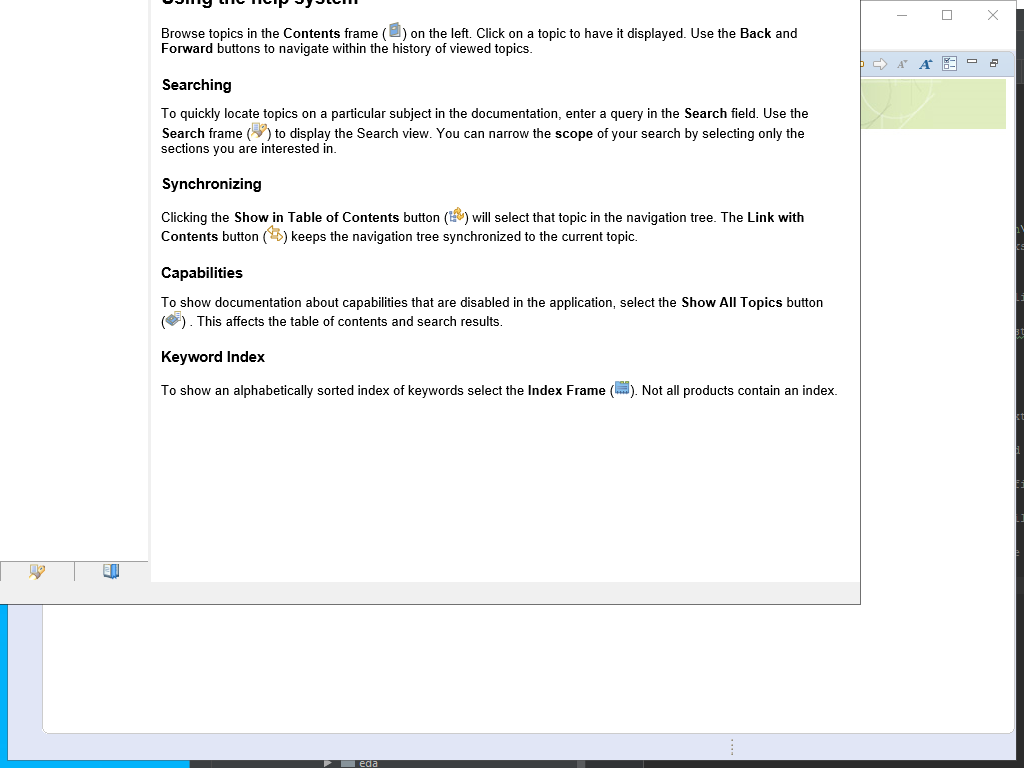 Using the help system
Browse topics in the Contents frame ( ) on the left. Click on a topic to have it displayed. Use the Back and
Forward buttons to navigate within the history of viewed topics.
Searching
To quickly locate topics on a particular subject in the documentation, enter a query in the Search field. Use the
Search frame ( ) to display the Search view. You can narrow the scope of your search by selecting only the
sections you are interested in.
Synchronizing
Clicking the Show in Table of Contents button ( ) will select that topic in the navigation tree. The Link with
Contents button ( ) keeps the navigation tree synchronized to the current topic.
Capabilities
To show documentation about capabilities that are disabled in the application, select the Show All Topics button
( ) . This affects the table of contents and search results.
Keyword Index
To show an alphabetically sorted index of keywords select the Index Frame ( ). Not all products contain an index.
eda